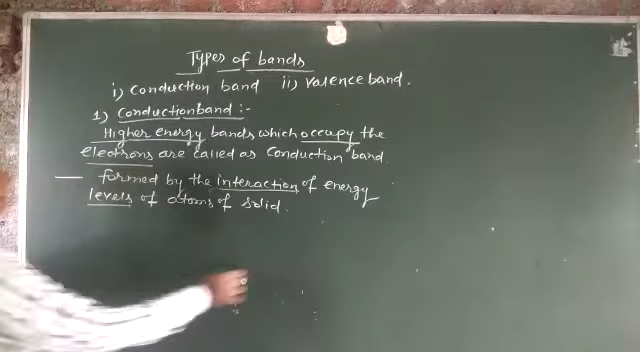 Types of bands
i) Conduction band ii) Valence band.
1) Conduction band :-
Higher energy bands which occupy the
electrons are called as conduction band
— formed by the interaction of energy
levels of atoms of solid.